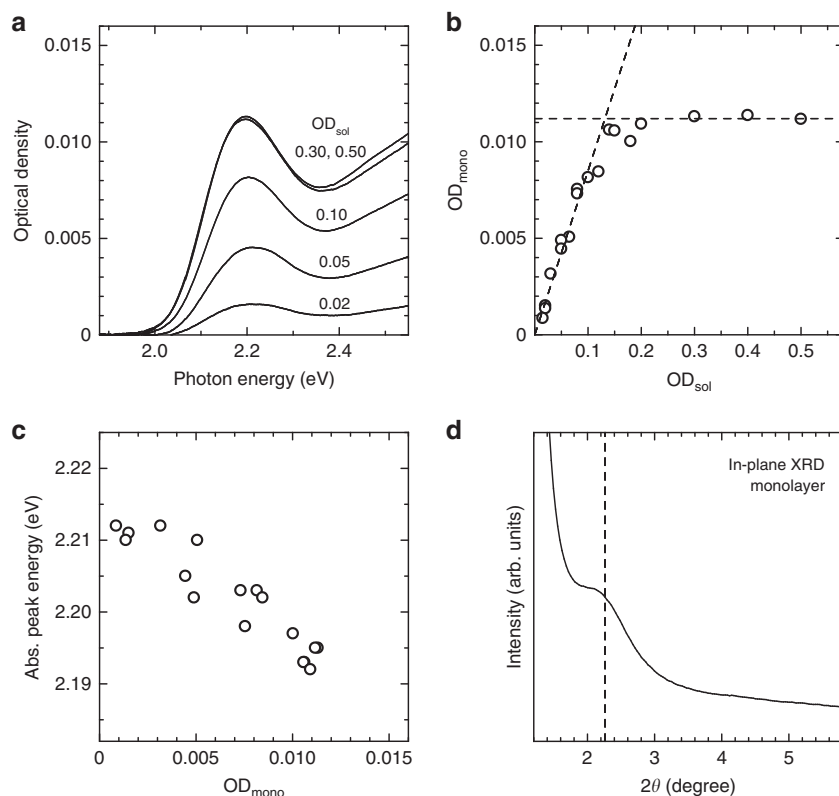 a
0.015
0.010
0.005
0
Optical density
OD_sol
0.30, 0.50
0.10
0.05
0.02
2.0 2.2 2.4
Photon energy (eV)
b
0.015
0.010
0.005
0
OD_mono
0.1 0.2 0.3 0.4 0.5
OD_sol
c
2.22
2.21
2.20
2.19
Abs. peak energy (eV)
0 0.005 0.010 0.015
OD_mono
d
In-plane XRD
monolayer
Intensity (arb. units)
2 3 4 5
2θ (degree)